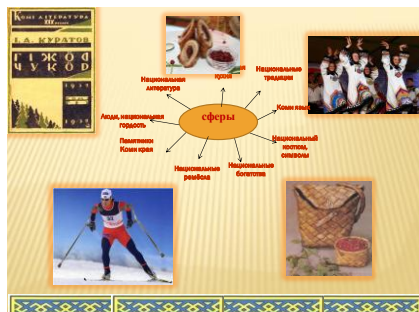 КОМИ ЛИТЕРАТУРА
И. А. КУРАТОВ
ГІЖӦД
ЧУКӦР
Национальная
литература
кухня
Национальные
традиции
Люди, национальная
гордость
сферы
Коми язык
Памятники
Коми края
Национальный
костюм,
символы
Национальные
ремёсла
Национальные
богатства